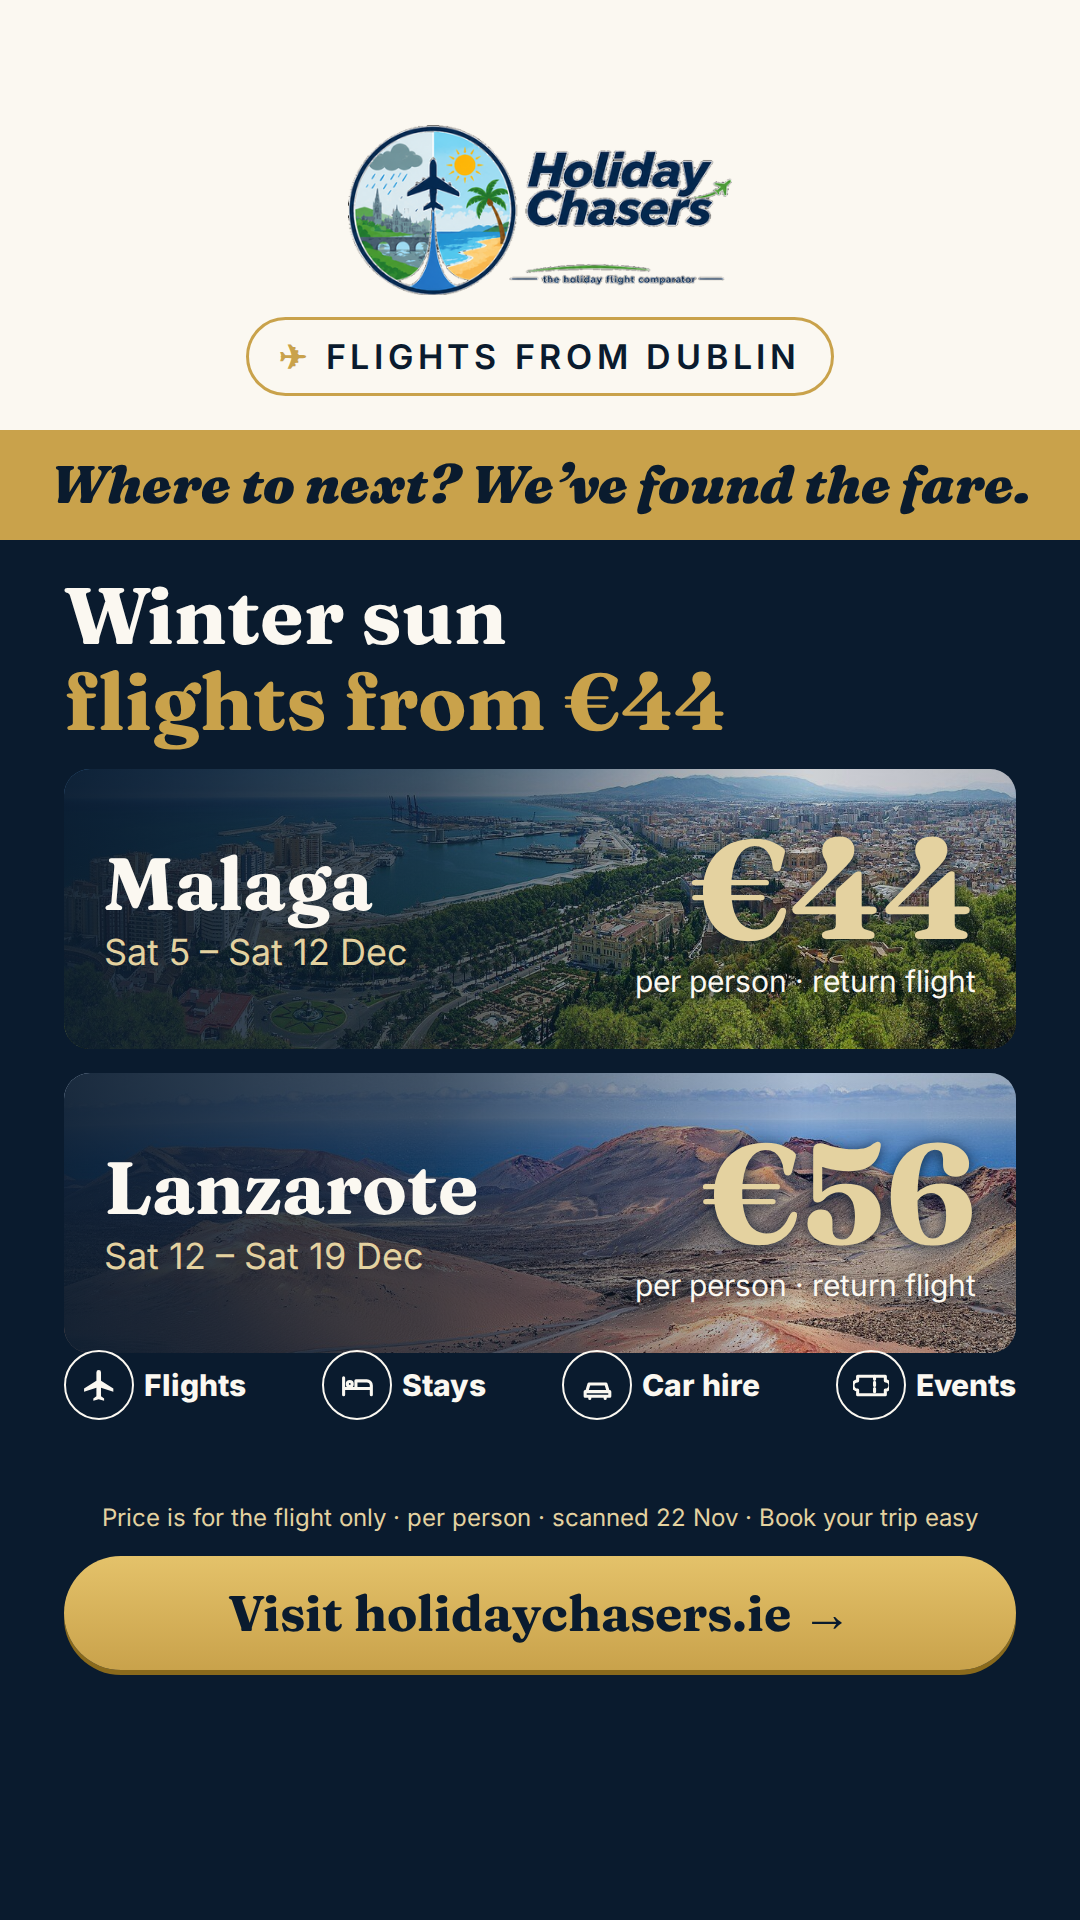 Holiday
Chasers
the holiday flight comparator
✈ FLIGHTS FROM DUBLIN
Where to next? We’ve found the fare.
Winter sun
flights from €44
Malaga
Sat 5 – Sat 12 Dec
€44
per person · return flight
Lanzarote
Sat 12 – Sat 19 Dec
€56
per person · return flight
Flights Stays Car hire Events
Price is for the flight only · per person · scanned 22 Nov · Book your trip easy
Visit holidaychasers.ie →